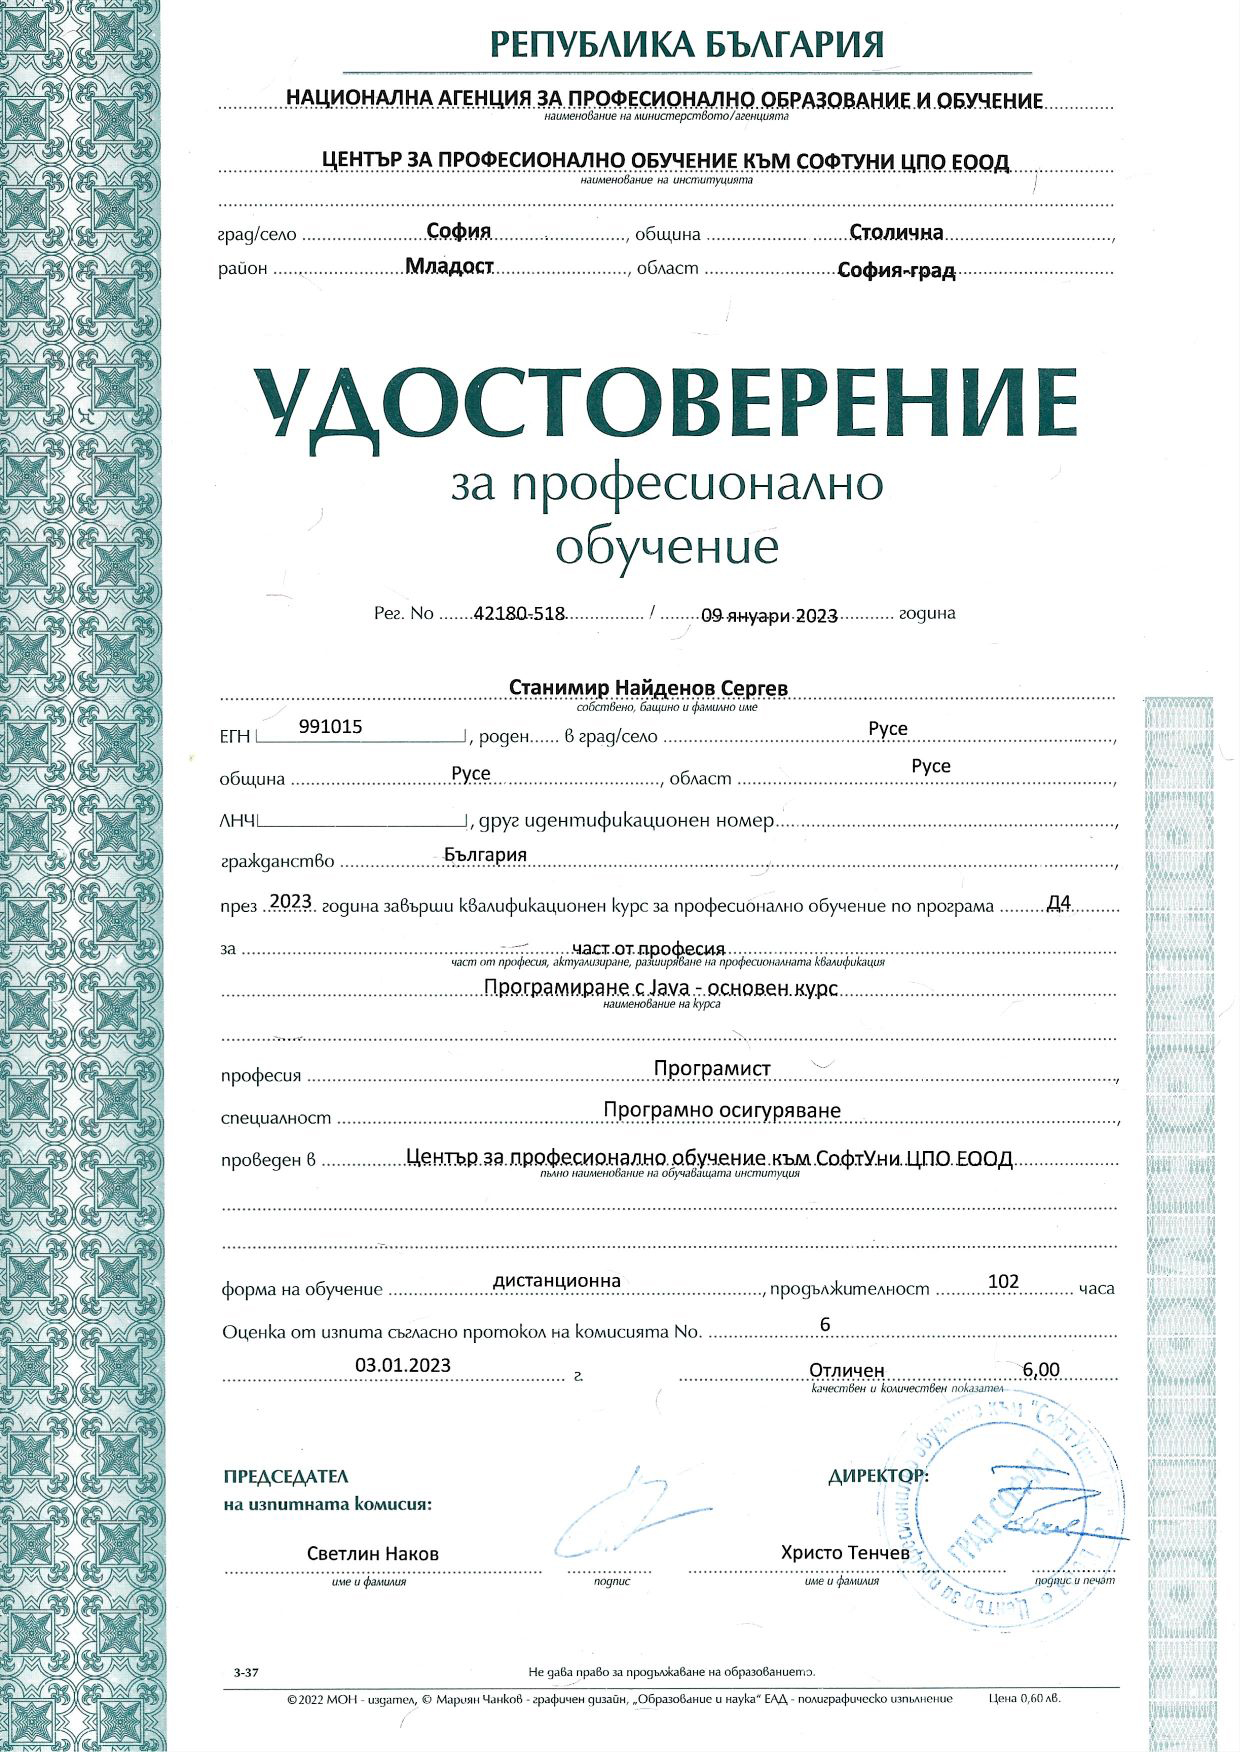 РЕПУБЛИКА БЪЛГАРИЯ
НАЦИОНАЛНА АГЕНЦИЯ ЗА ПРОФЕСИОНАЛНО ОБРАЗОВАНИЕ И ОБУЧЕНИЕ
наименование на министерството/агенцията
ЦЕНТЪР ЗА ПРОФЕСИОНАЛНО ОБУЧЕНИЕ КЪМ СОФТУНИ ЦПО ЕООД
наименование на институцията
град/село София, община Столична,
район Младост, област София-град
УДОСТОВЕРЕНИЕ
за професионално
обучение
Рег. No 42180-518 / 09 януари 2023 година
Станимир Найденов Сергев
собствено, бащино и фамилно име
ЕГН 991015, роден...... в град/село Русе,
община Русе, област Русе,
ЛНЧ, друг идентификационен номер,
гражданство България,
през 2023 година завърши квалификационен курс за професионално обучение по програма Д4
за част от професия
част от професия, актуализиране, разширяване на професионалната квалификация
Програмиране с Java - основен курс
наименование на курса
професия Програмист,
специалност Програмно осигуряване,
проведен в Център за професионално обучение към СофтУни ЦПО ЕООД
пълно наименование на обучаващата институция
форма на обучение дистанционна, продължителност 102 часа
Оценка от изпита съгласно протокол на комисията No. 6
03.01.2023 г. Отличен 6,00
качествен и количествен показател
ПРЕДСЕДАТЕЛ ДИРЕКТОР:
на изпитната комисия:
ГРАД СОФИЯ
Светлин Наков Христо Тенчев
име и фамилия подпис име и фамилия подпис и печат
3-37 Не дава право за продължаване на образованието.
©2022 МОН - издател, © Мариян Чанков - графичен дизайн, „Образование и наука“ ЕАД - полиграфическо изпълнение Цена 0,60 лв.